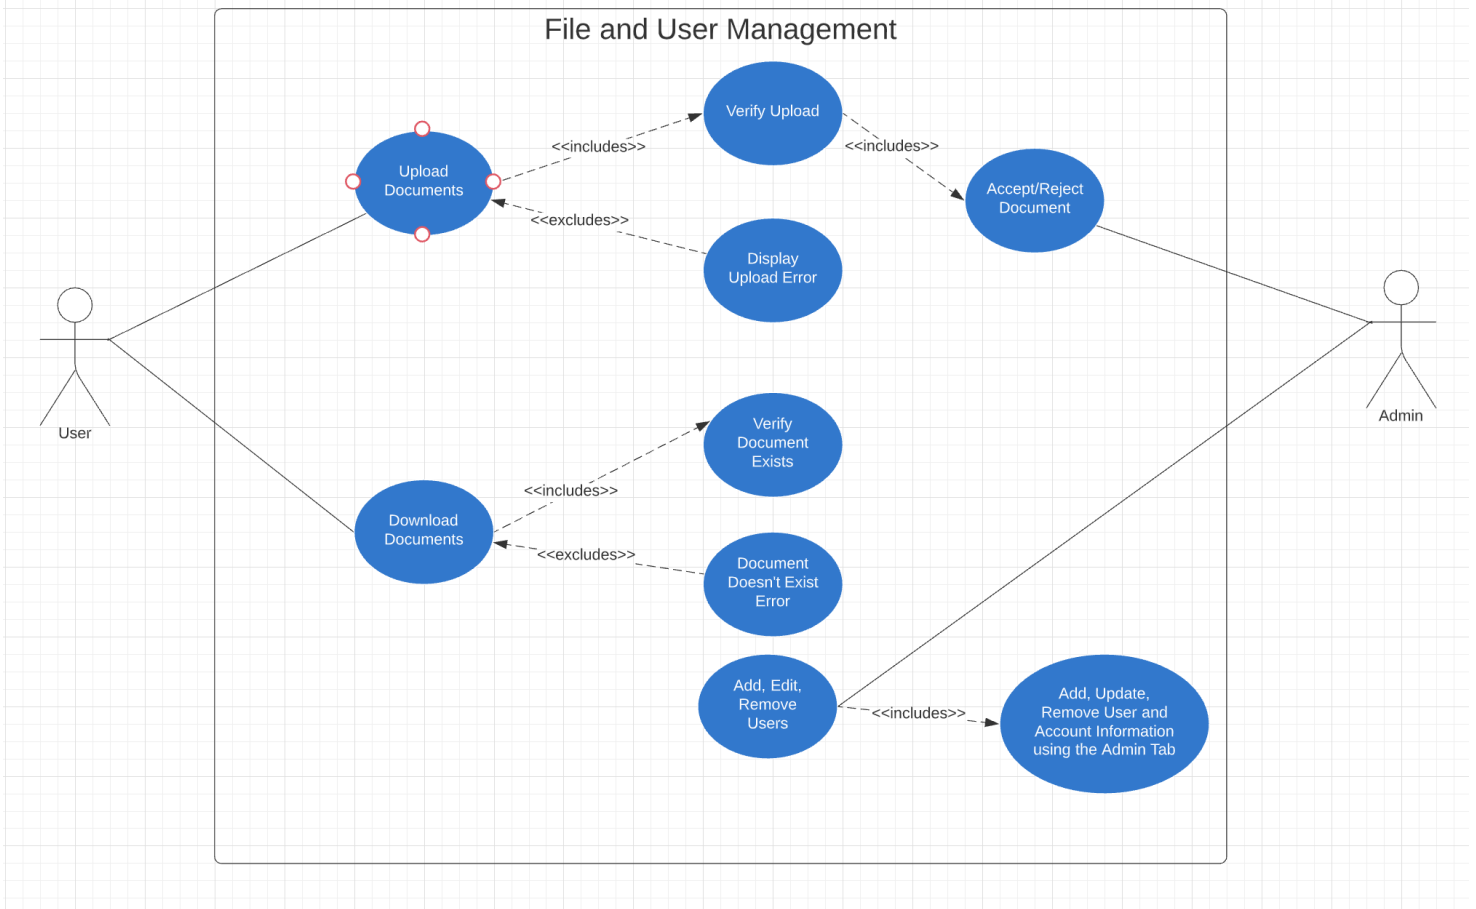 File and User Management
Verify Upload
<<includes>>
<<includes>>
Upload
Documents
Accept/Reject
Document
<<excludes>>
Display
Upload Error
User
Admin
Verify
Document
Exists
<<includes>>
Download
Documents
<<excludes>>
Document
Doesn't Exist
Error
Add, Edit,
Remove
Users
<<includes>>
Add, Update,
Remove User and
Account Information
using the Admin Tab